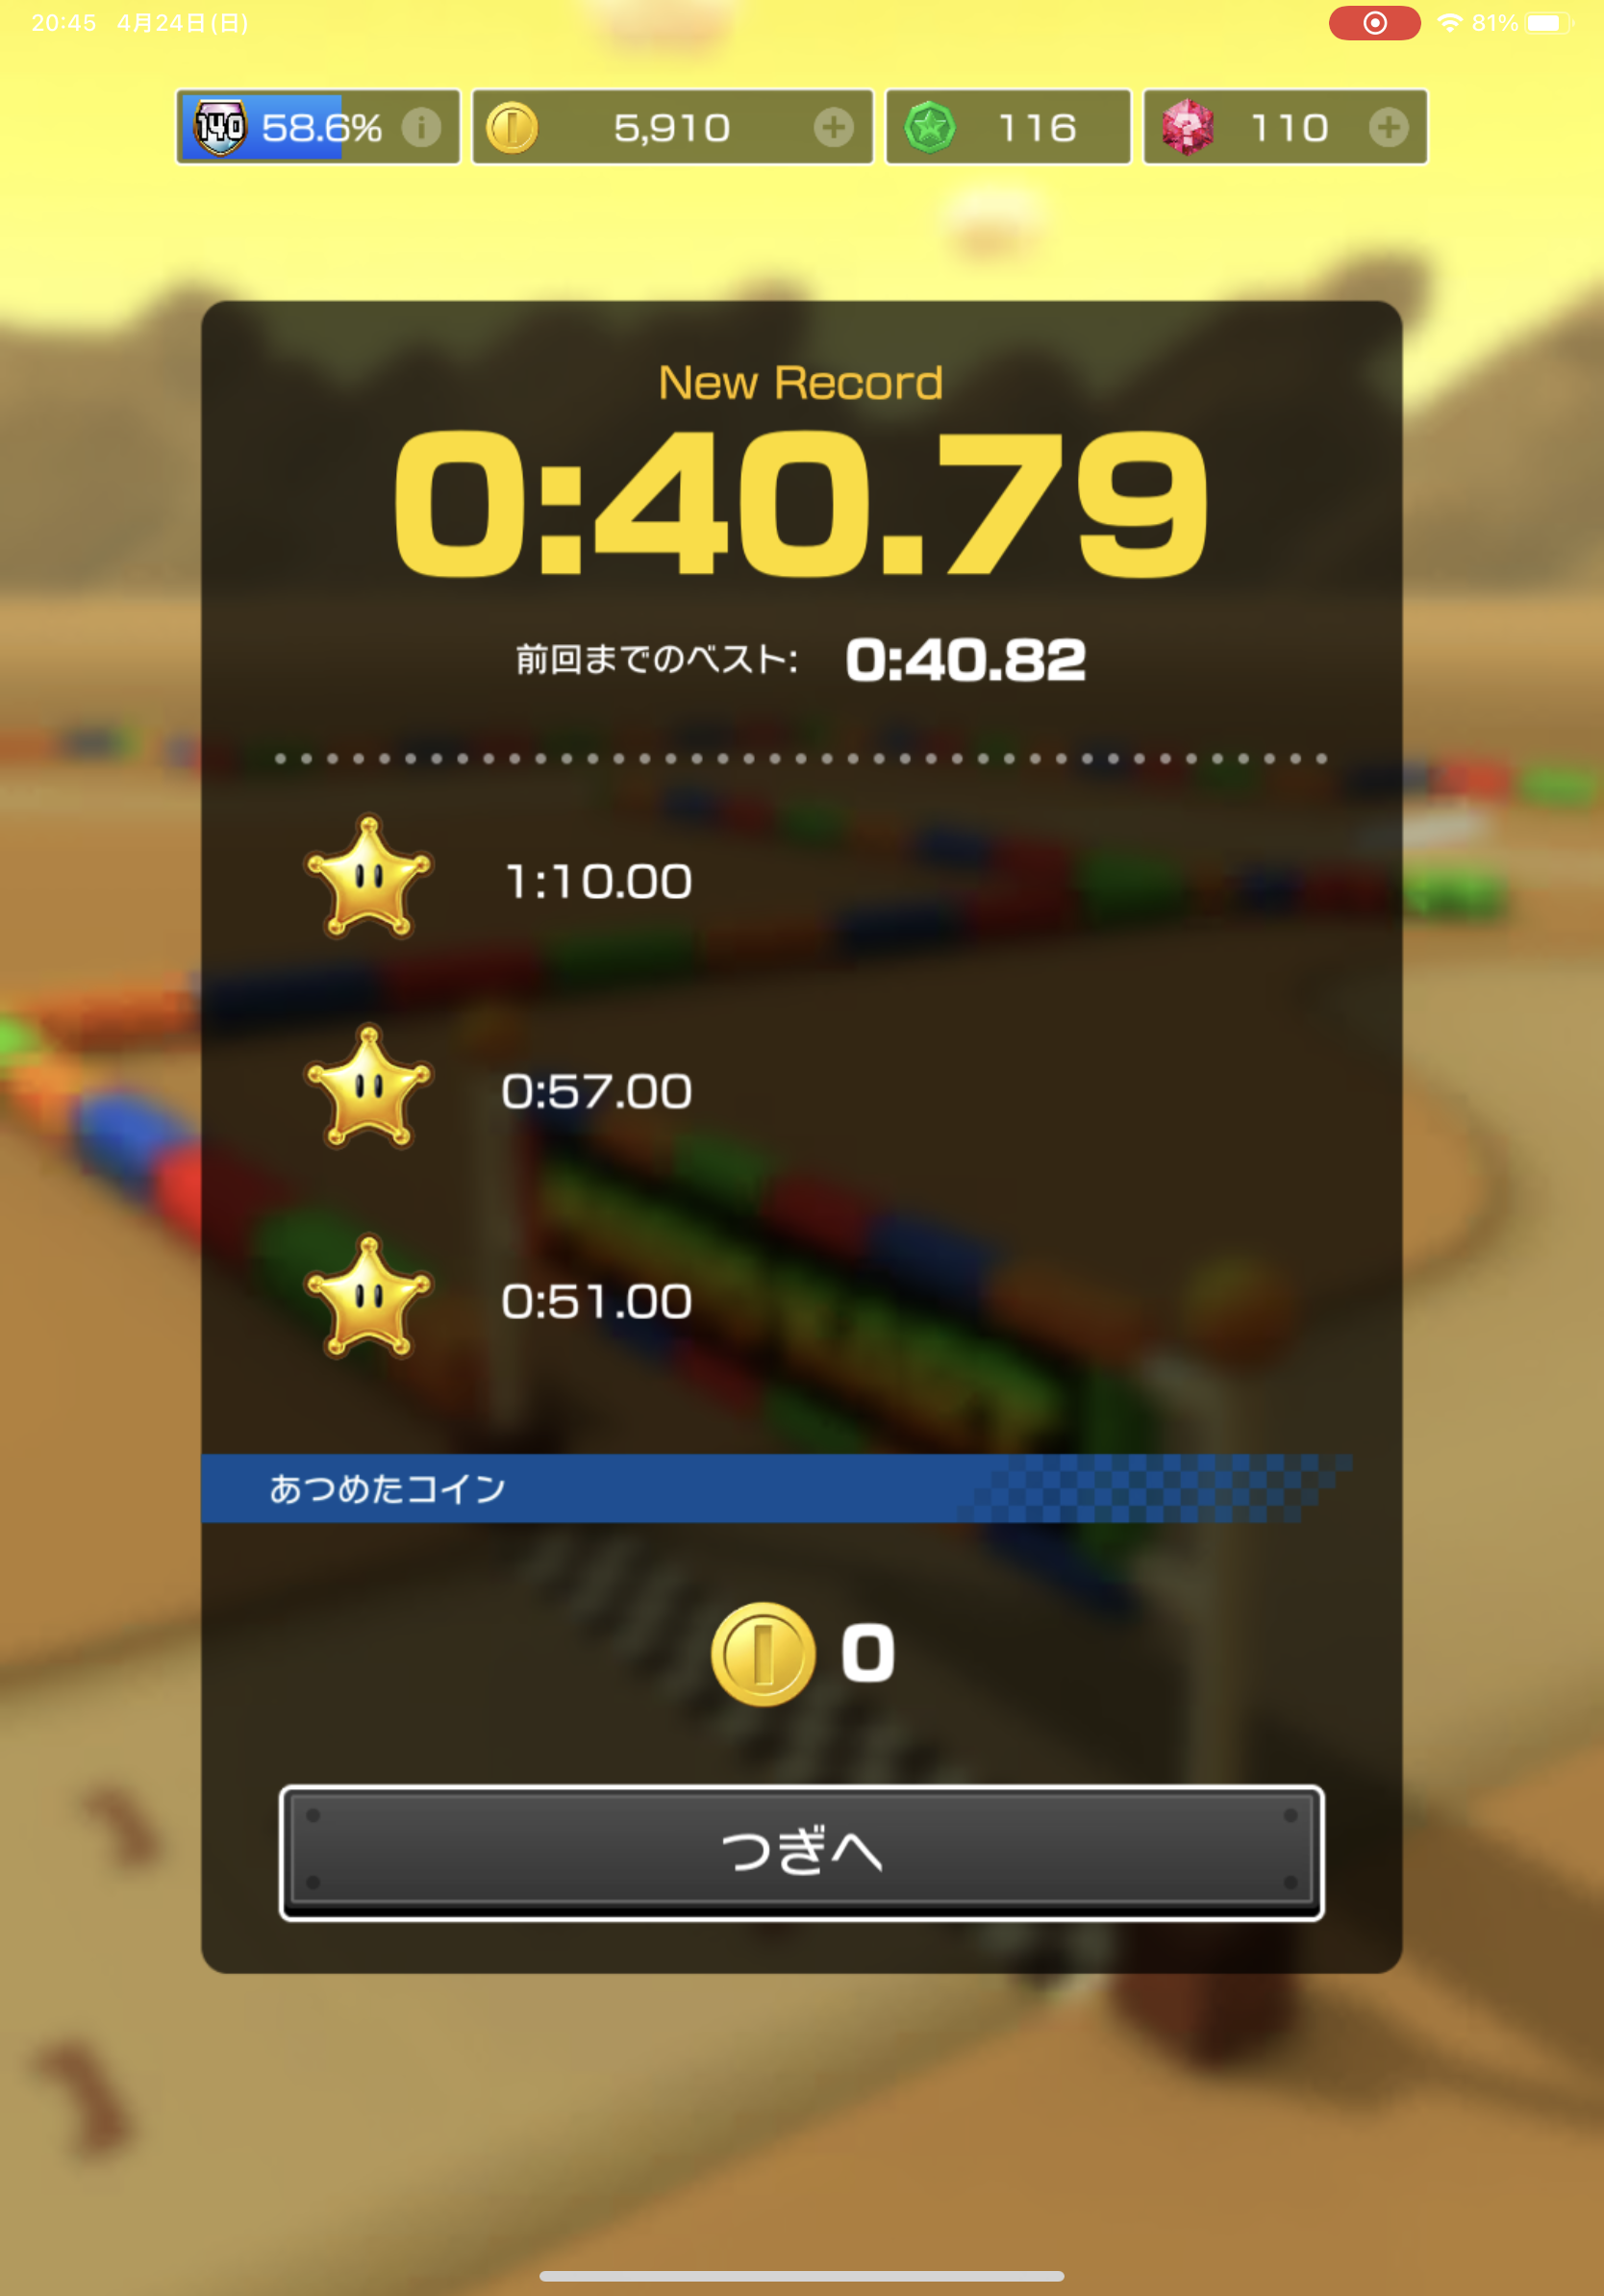 20:45 4月24日(日) 81%
140 58.6% 5,910 116 110
New Record
0:40.79
前回までのベスト: 0:40.82
1:10.00
0:57.00
0:51.00
あつめたコイン
0
つぎへ